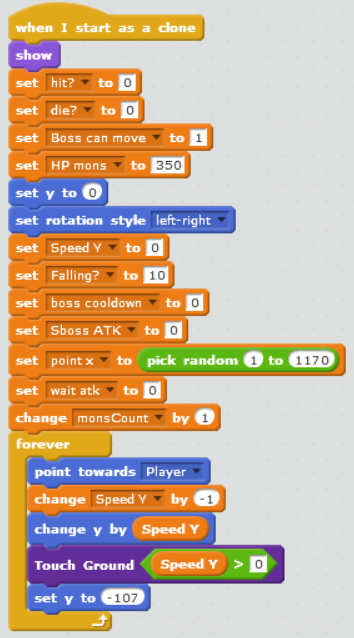 when I start as a clone
show
set hit? to 0
set die? to 0
set Boss can move to 1
set HP mons to 350
set y to 0
set rotation style left-right
set Speed Y to 0
set Falling? to 10
set boss cooldown to 0
set Sboss ATK to 0
set point x to pick random 1 to 1170
set wait atk to 0
change monsCount by 1
forever
point towards Player
change Speed Y by -1
change y by Speed Y
Touch Ground Speed Y > 0
set y to -107